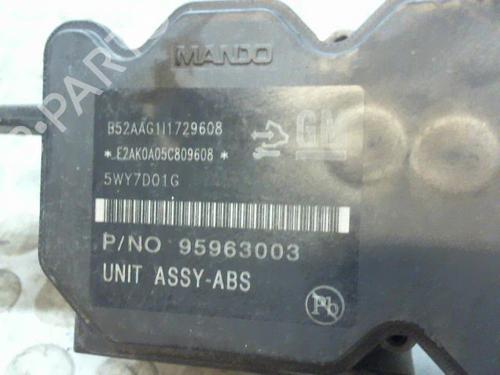 MANDO
B52AAG1I1729608
*E2AK0A05C809608*
GM
5WY7D01G
P/NO 95963003
UNIT ASSY-ABS
Pb